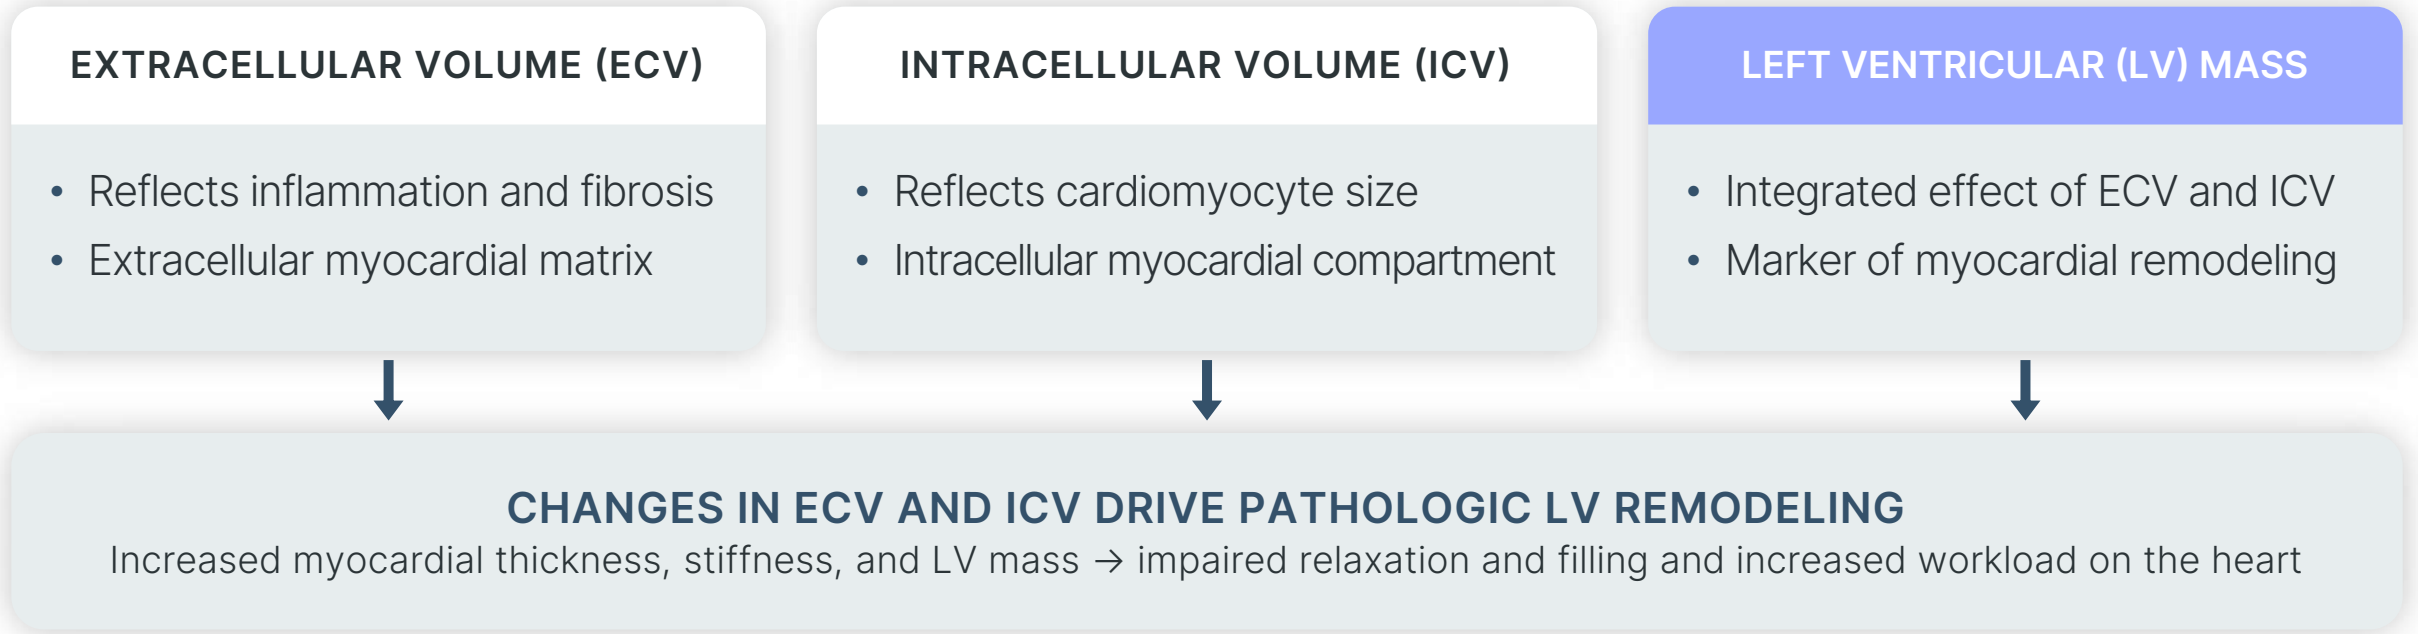 EXTRACELLULAR VOLUME (ECV)
• Reflects inflammation and fibrosis
• Extracellular myocardial matrix
INTRACELLULAR VOLUME (ICV)
• Reflects cardiomyocyte size
• Intracellular myocardial compartment
LEFT VENTRICULAR (LV) MASS
• Integrated effect of ECV and ICV
• Marker of myocardial remodeling
CHANGES IN ECV AND ICV DRIVE PATHOLOGIC LV REMODELING
Increased myocardial thickness, stiffness, and LV mass → impaired relaxation and filling and increased workload on the heart